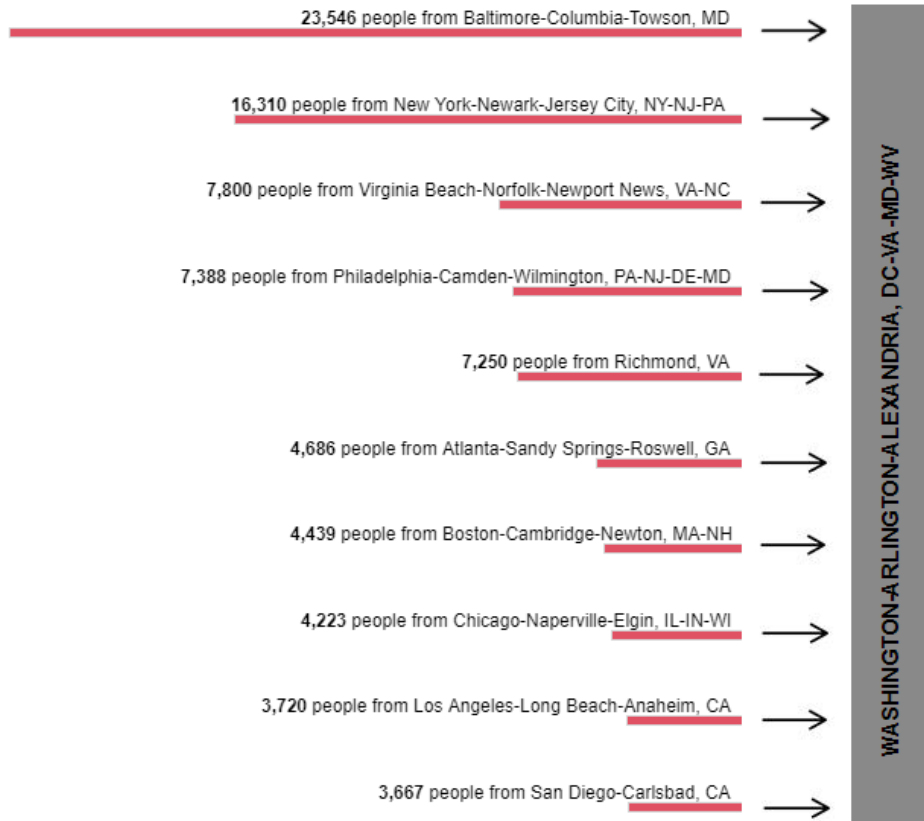 23,546 people from Baltimore-Columbia-Towson, MD
16,310 people from New York-Newark-Jersey City, NY-NJ-PA
7,800 people from Virginia Beach-Norfolk-Newport News, VA-NC
7,388 people from Philadelphia-Camden-Wilmington, PA-NJ-DE-MD
7,250 people from Richmond, VA
4,686 people from Atlanta-Sandy Springs-Roswell, GA
4,439 people from Boston-Cambridge-Newton, MA-NH
4,223 people from Chicago-Naperville-Elgin, IL-IN-WI
3,720 people from Los Angeles-Long Beach-Anaheim, CA
3,667 people from San Diego-Carlsbad, CA
WASHINGTON-ARLINGTON-ALEXANDRIA, DC-VA-MD-WV